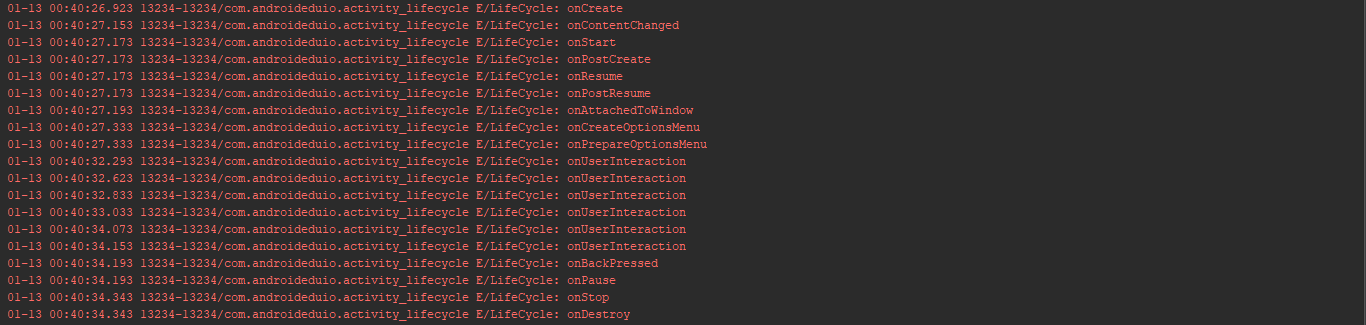 01-13 00:40:26.923 13234-13234/com.androideduio.activity_lifecycle E/LifeCycle: onCreate
01-13 00:40:27.153 13234-13234/com.androideduio.activity_lifecycle E/LifeCycle: onContentChanged
01-13 00:40:27.173 13234-13234/com.androideduio.activity_lifecycle E/LifeCycle: onStart
01-13 00:40:27.173 13234-13234/com.androideduio.activity_lifecycle E/LifeCycle: onPostCreate
01-13 00:40:27.173 13234-13234/com.androideduio.activity_lifecycle E/LifeCycle: onResume
01-13 00:40:27.173 13234-13234/com.androideduio.activity_lifecycle E/LifeCycle: onPostResume
01-13 00:40:27.193 13234-13234/com.androideduio.activity_lifecycle E/LifeCycle: onAttachedToWindow
01-13 00:40:27.333 13234-13234/com.androideduio.activity_lifecycle E/LifeCycle: onCreateOptionsMenu
01-13 00:40:27.333 13234-13234/com.androideduio.activity_lifecycle E/LifeCycle: onPrepareOptionsMenu
01-13 00:40:32.293 13234-13234/com.androideduio.activity_lifecycle E/LifeCycle: onUserInteraction
01-13 00:40:32.623 13234-13234/com.androideduio.activity_lifecycle E/LifeCycle: onUserInteraction
01-13 00:40:32.833 13234-13234/com.androideduio.activity_lifecycle E/LifeCycle: onUserInteraction
01-13 00:40:33.033 13234-13234/com.androideduio.activity_lifecycle E/LifeCycle: onUserInteraction
01-13 00:40:34.073 13234-13234/com.androideduio.activity_lifecycle E/LifeCycle: onUserInteraction
01-13 00:40:34.153 13234-13234/com.androideduio.activity_lifecycle E/LifeCycle: onUserInteraction
01-13 00:40:34.193 13234-13234/com.androideduio.activity_lifecycle E/LifeCycle: onBackPressed
01-13 00:40:34.193 13234-13234/com.androideduio.activity_lifecycle E/LifeCycle: onPause
01-13 00:40:34.343 13234-13234/com.androideduio.activity_lifecycle E/LifeCycle: onStop
01-13 00:40:34.343 13234-13234/com.androideduio.activity_lifecycle E/LifeCycle: onDestroy